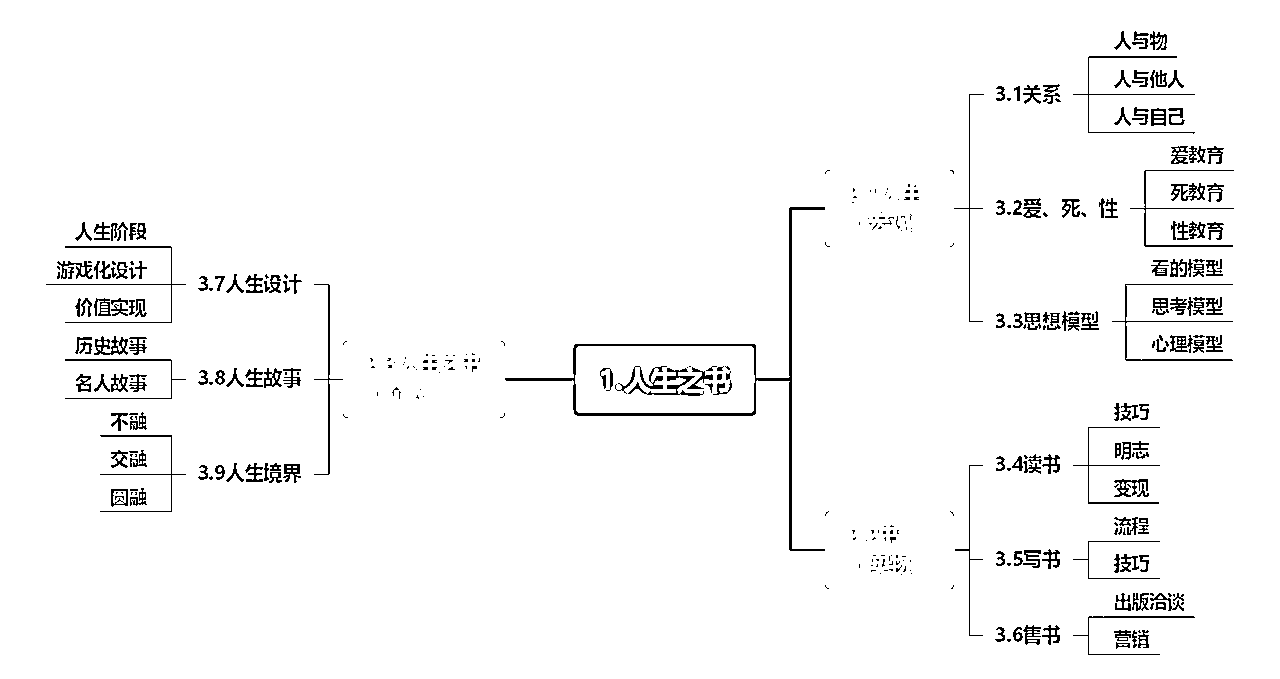 1.人生之书
3.1关系
人与物
人与他人
人与自己
3.2爱、死、性
爱教育
死教育
性教育
3.3思想模型
看的模型
思考模型
心理模型
3.4读书
技巧
明志
变现
3.5写书
流程
技巧
3.6售书
出版洽谈
营销
3.7人生设计
人生阶段
游戏化设计
价值实现
3.8人生故事
历史故事
名人故事
3.9人生境界
不融
交融
圆融